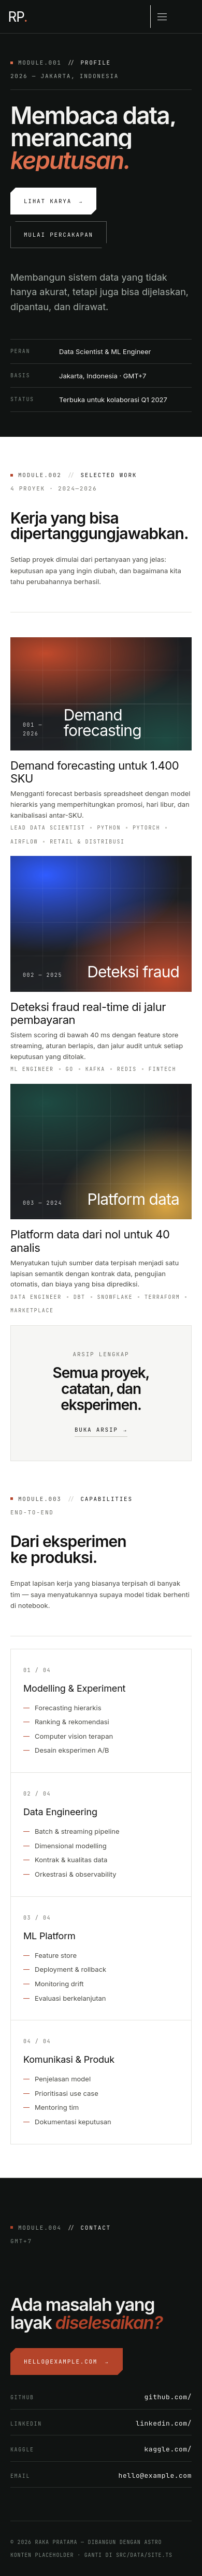 RP.
MODULE.001 // PROFILE
2026 — JAKARTA, INDONESIA
Membaca data,
merancang
keputusan.
LIHAT KARYA →
MULAI PERCAKAPAN
Membangun sistem data yang tidak
hanya akurat, tetapi juga bisa dijelaskan,
dipantau, dan dirawat.
PERAN Data Scientist & ML Engineer
BASIS Jakarta, Indonesia · GMT+7
STATUS Terbuka untuk kolaborasi Q1 2027
MODULE.002 // SELECTED WORK
4 PROYEK · 2024—2026
Kerja yang bisa
dipertanggungjawabkan.
Setiap proyek dimulai dari pertanyaan yang jelas:
keputusan apa yang ingin diubah, dan bagaimana kita
tahu perubahannya berhasil.
001 —
2026
Demand
forecasting
Demand forecasting untuk 1.400
SKU
Mengganti forecast berbasis spreadsheet dengan model
hierarkis yang memperhitungkan promosi, hari libur, dan
kanibalisasi antar-SKU.
LEAD DATA SCIENTIST · PYTHON · PYTORCH ·
AIRFLOW · RETAIL & DISTRIBUSI
002 — 2025 Deteksi fraud
Deteksi fraud real-time di jalur
pembayaran
Sistem scoring di bawah 40 ms dengan feature store
streaming, aturan berlapis, dan jalur audit untuk setiap
keputusan yang ditolak.
ML ENGINEER · GO · KAFKA · REDIS · FINTECH
003 — 2024 Platform data
Platform data dari nol untuk 40
analis
Menyatukan tujuh sumber data terpisah menjadi satu
lapisan semantik dengan kontrak data, pengujian
otomatis, dan biaya yang bisa diprediksi.
DATA ENGINEER · DBT · SNOWFLAKE · TERRAFORM ·
MARKETPLACE
ARSIP LENGKAP
Semua proyek,
catatan, dan
eksperimen.
BUKA ARSIP →
MODULE.003 // CAPABILITIES
END-TO-END
Dari eksperimen
ke produksi.
Empat lapisan kerja yang biasanya terpisah di banyak
tim — saya menyatukannya supaya model tidak berhenti
di notebook.
01 / 04
Modelling & Experiment
— Forecasting hierarkis
— Ranking & rekomendasi
— Computer vision terapan
— Desain eksperimen A/B
02 / 04
Data Engineering
— Batch & streaming pipeline
— Dimensional modelling
— Kontrak & kualitas data
— Orkestrasi & observability
03 / 04
ML Platform
— Feature store
— Deployment & rollback
— Monitoring drift
— Evaluasi berkelanjutan
04 / 04
Komunikasi & Produk
— Penjelasan model
— Prioritisasi use case
— Mentoring tim
— Dokumentasi keputusan
MODULE.004 // CONTACT
GMT+7
Ada masalah yang
layak diselesaikan?
HELLO@EXAMPLE.COM →
GITHUB github.com/
LINKEDIN linkedin.com/
KAGGLE kaggle.com/
EMAIL hello@example.com
© 2026 RAKA PRATAMA — DIBANGUN DENGAN ASTRO
KONTEN PLACEHOLDER · GANTI DI SRC/DATA/SITE.TS